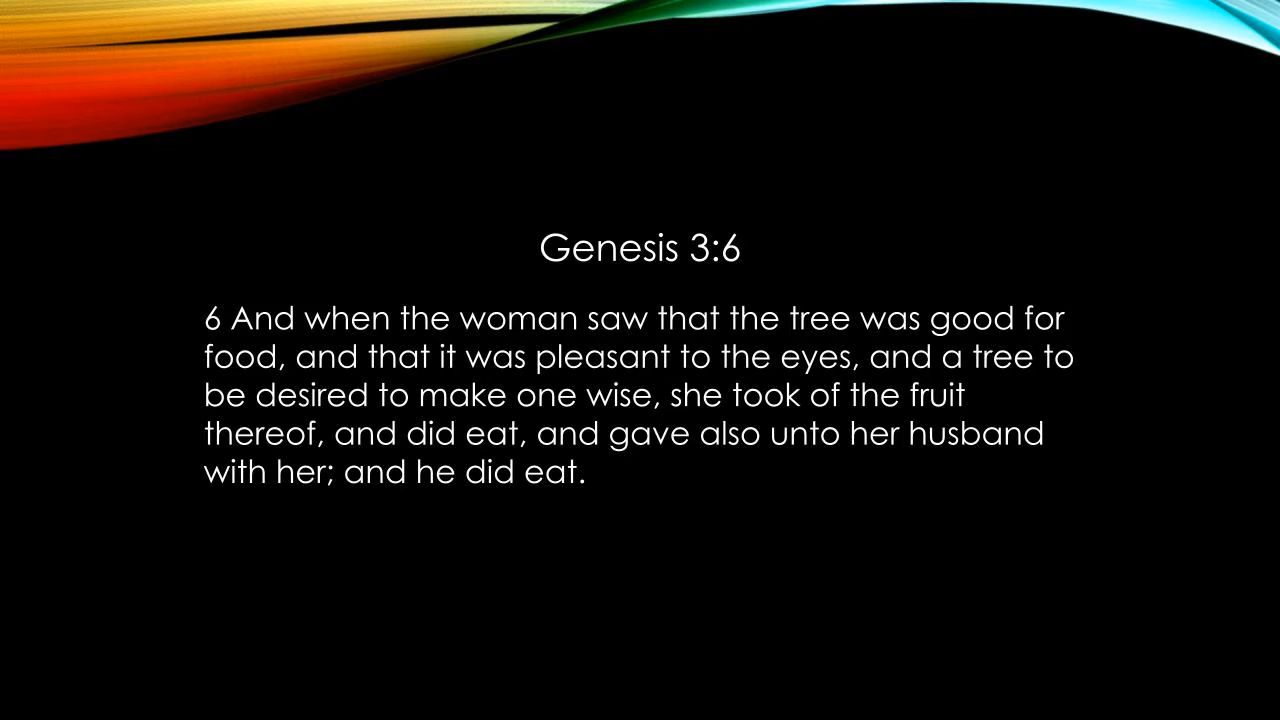 Genesis 3:6
6 And when the woman saw that the tree was good for
food, and that it was pleasant to the eyes, and a tree to
be desired to make one wise, she took of the fruit
thereof, and did eat, and gave also unto her husband
with her; and he did eat.